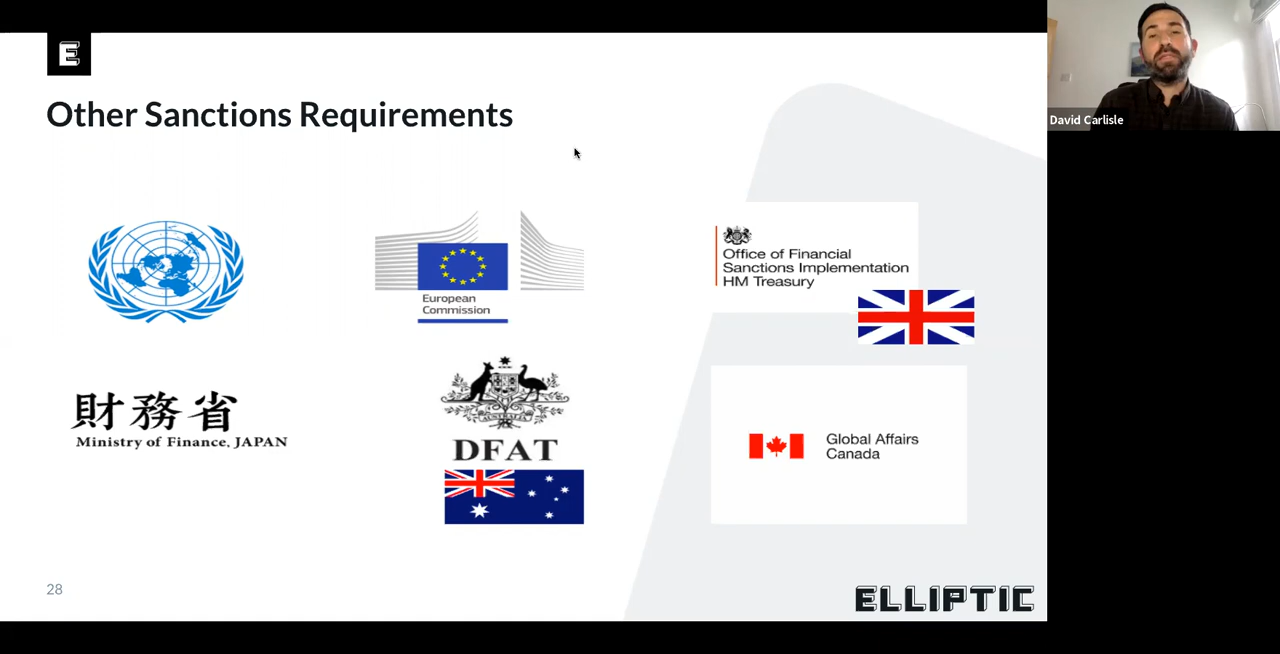 E
Other Sanctions Requirements
David Carlisle
European
Commission
Office of Financial
Sanctions Implementation
HM Treasury
財務省
Ministry of Finance, JAPAN
AUSTRALIA
DFAT
Global Affairs
Canada
28
ELLIPTIC